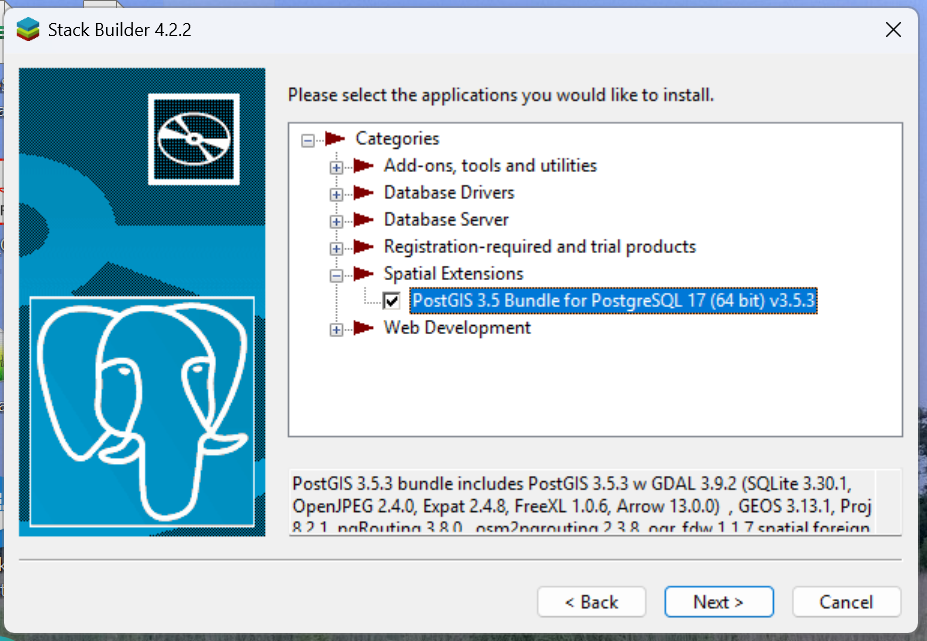 Stack Builder 4.2.2
Please select the applications you would like to install.
Categories
Add-ons, tools and utilities
Database Drivers
Database Server
Registration-required and trial products
Spatial Extensions
PostGIS 3.5 Bundle for PostgreSQL 17 (64 bit) v3.5.3
Web Development
PostGIS 3.5.3 bundle includes PostGIS 3.5.3 w GDAL 3.9.2 (SQLite 3.30.1,
OpenJPEG 2.4.0, Expat 2.4.8, FreeXL 1.0.6, Arrow 13.0.0) , GEOS 3.13.1, Proj
8.2.1, pgRouting 3.8.0, osm2pgrouting 2.3.8, ogr_fdw 1.1.7 spatial foreign
< Back
Next >
Cancel